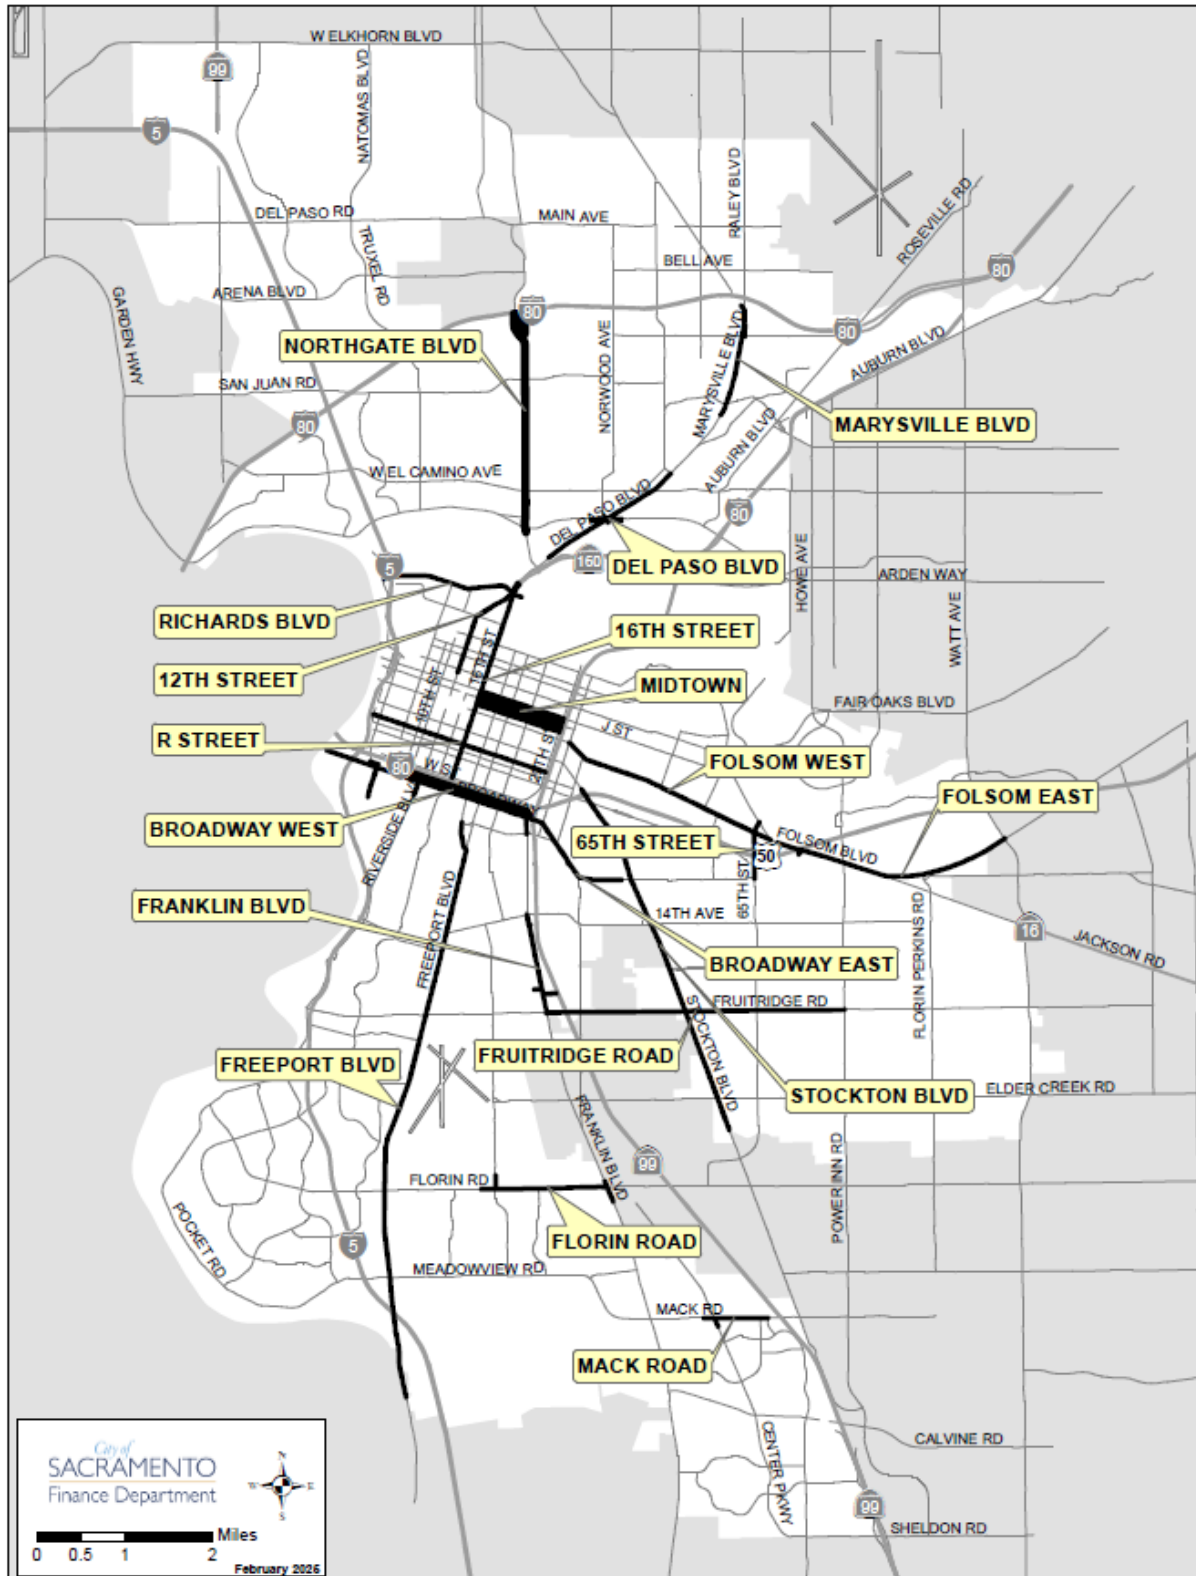 W ELKHORN BLVD
99
NATOMAS BLVD
5
RALEY BLVD
ROSEVILLE RD
DEL PASO RD
MAIN AVE
TRUXEL RD
BELL AVE
80
GARDEN HWY
ARENA BLVD
80
80
NORTHGATE BLVD
NORWOOD AVE
MARYSVILLE BLVD
AUBURN BLVD
SAN JUAN RD
80
MARYSVILLE BLVD
AUBURN BLVD
W EL CAMINO AVE
DEL PASO BLVD
80
HOWE AVE
5
160
DEL PASO BLVD
ARDEN WAY
WATT AVE
RICHARDS BLVD
16TH STREET
16TH ST
12TH STREET
10TH ST
MIDTOWN
FAIR OAKS BLVD
J ST
R STREET
29TH ST
80
W ST
FOLSOM WEST
BROADWAY
RIVERSIDE BLVD
FOLSOM EAST
BROADWAY WEST
65TH STREET
50
FOLSOM BLVD
65TH ST
FRANKLIN BLVD
FREEPORT BLVD
14TH AVE
FLORIN PERKINS RD
16
JACKSON RD
BROADWAY EAST
FRUITRIDGE RD
STOCKTON BLVD
FREEPORT BLVD
FRUITRIDGE ROAD
ELDER CREEK RD
STOCKTON BLVD
FRANKLIN BLVD
99
POWER INN RD
FLORIN RD
POCKET RD
5
FLORIN ROAD
MEADOWVIEW RD
MACK RD
MACK ROAD
CENTER PKWY
CALVINE RD
99
SHELDON RD
City of
SACRAMENTO
Finance Department
N
W E
S
Miles
0 0.5 1 2
February 2026